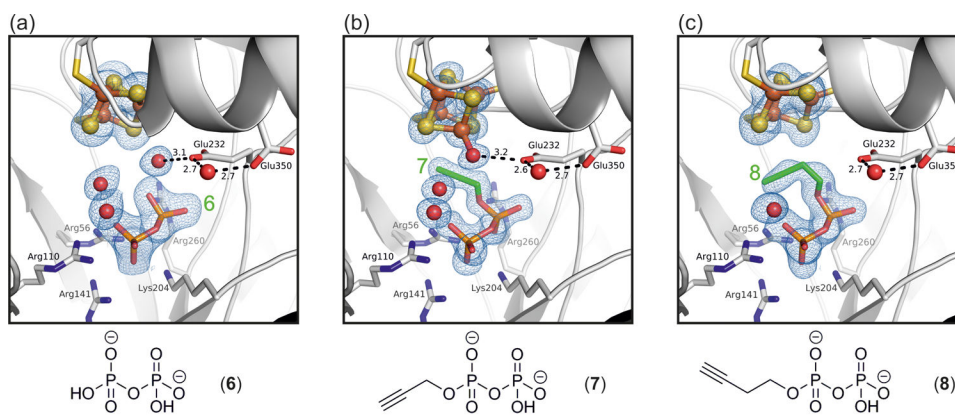 (a)
3.1
Glu232
2.7
2.7
Glu350
6
Arg56
Arg260
Arg110
Lys204
Arg141
(b)
3.2
Glu232
7
2.6
2.7
Glu350
Arg56
Arg260
Arg110
Lys204
Arg141
(c)
Glu232
8
2.7
2.7
Glu350
Arg56
Arg260
Arg110
Lys204
Arg141
⊖O O⊖
HO P O P O
O OH
(6)
⊖O O⊖
O P O P O
O OH
(7)
⊖O O⊖
O P O P O
O OH
(8)